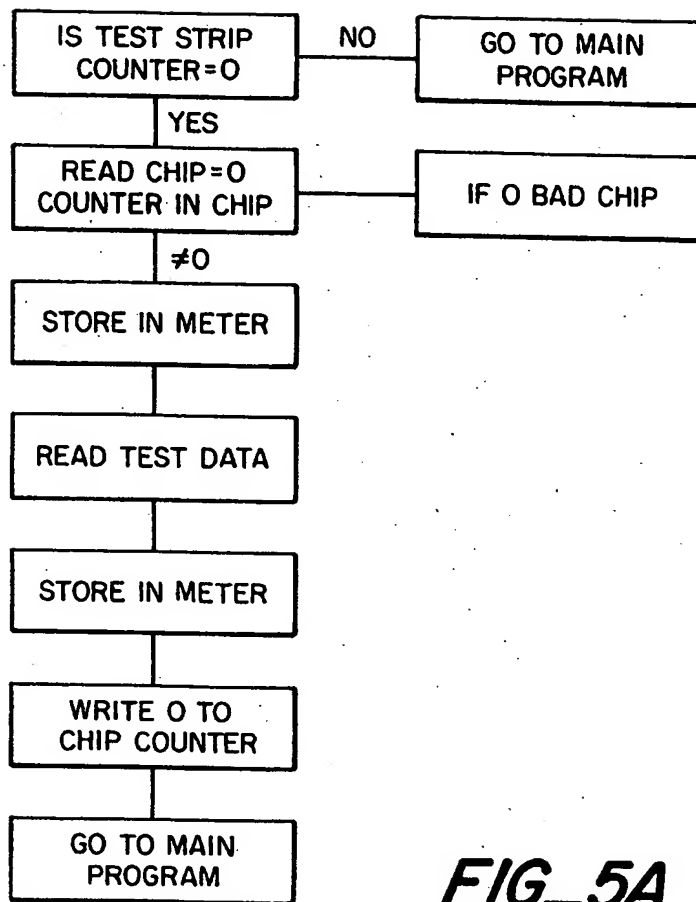 IS TEST STRIP
COUNTER=0
NO
GO TO MAIN
PROGRAM
YES
READ CHIP=0
COUNTER IN CHIP
IF 0 BAD CHIP
≠0
STORE IN METER
READ TEST DATA
STORE IN METER
WRITE 0 TO
CHIP COUNTER
GO TO MAIN
PROGRAM
FIG_5A